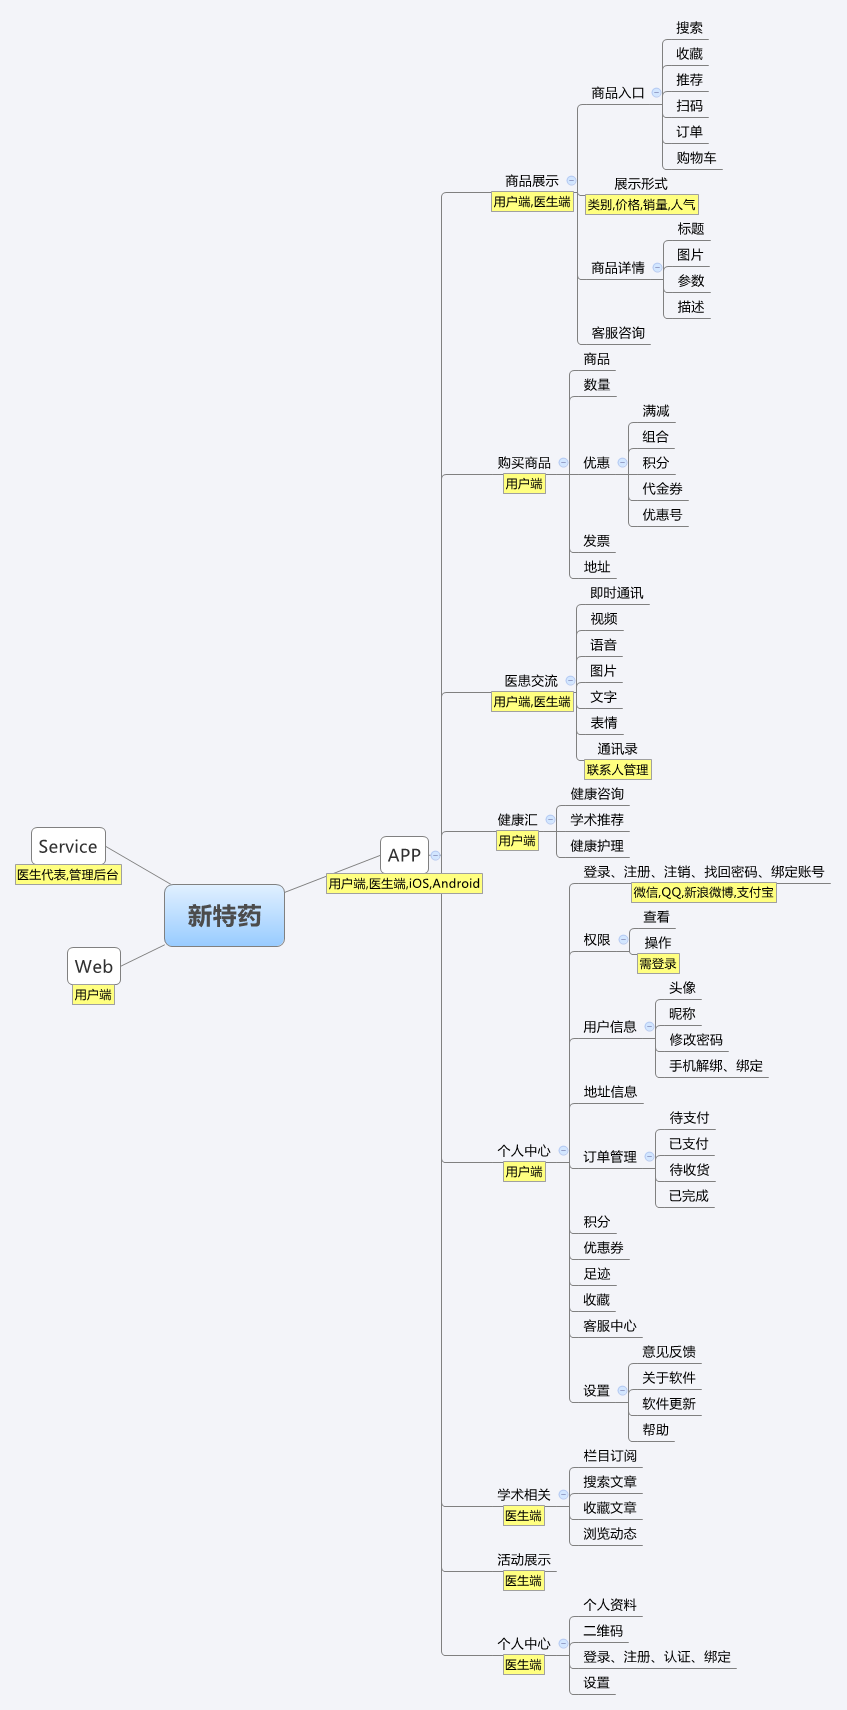 新特药
Service
医生代表,管理后台
Web
用户端
APP
用户端,医生端,iOS,Android
商品展示
用户端,医生端
商品入口
搜索
收藏
推荐
扫码
订单
购物车
展示形式
类别,价格,销量,人气
商品详情
标题
图片
参数
描述
客服咨询
购买商品
用户端
商品
数量
优惠
满减
组合
积分
代金券
优惠号
发票
地址
医患交流
用户端,医生端
即时通讯
视频
语音
图片
文字
表情
通讯录
联系人管理
健康汇
用户端
健康咨询
学术推荐
健康护理
个人中心
用户端
登录、注册、注销、找回密码、绑定账号
微信,QQ,新浪微博,支付宝
权限
查看
操作
需登录
用户信息
头像
昵称
修改密码
手机解绑、绑定
地址信息
订单管理
待支付
已支付
待收货
已完成
积分
优惠券
足迹
收藏
客服中心
设置
意见反馈
关于软件
软件更新
帮助
学术相关
医生端
栏目订阅
搜索文章
收藏文章
浏览动态
活动展示
医生端
个人中心
医生端
个人资料
二维码
登录、注册、认证、绑定
设置